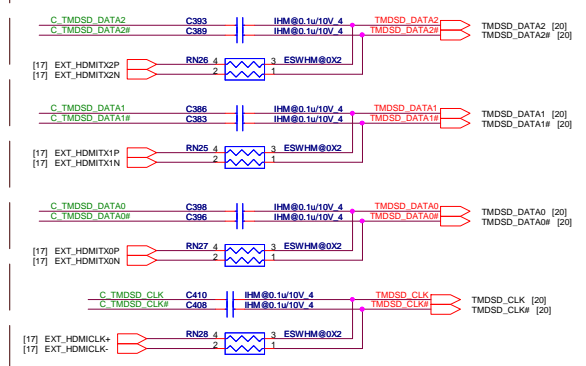 C_TMDSD_DATA2 C393 IHM@0.1u/10V_4 TMDSD_DATA2 TMDSD_DATA2 [20]
C_TMDSD_DATA2# C389 IHM@0.1u/10V_4 TMDSD_DATA2# TMDSD_DATA2# [20]
[17] EXT_HDMITX2P RN26 4 3 ESWHM@0X2
[17] EXT_HDMITX2N 2 1
C_TMDSD_DATA1 C386 IHM@0.1u/10V_4 TMDSD_DATA1 TMDSD_DATA1 [20]
C_TMDSD_DATA1# C383 IHM@0.1u/10V_4 TMDSD_DATA1# TMDSD_DATA1# [20]
[17] EXT_HDMITX1P RN25 4 3 ESWHM@0X2
[17] EXT_HDMITX1N 2 1
C_TMDSD_DATA0 C398 IHM@0.1u/10V_4 TMDSD_DATA0 TMDSD_DATA0 [20]
C_TMDSD_DATA0# C396 IHM@0.1u/10V_4 TMDSD_DATA0# TMDSD_DATA0# [20]
[17] EXT_HDMITX0P RN27 4 3 ESWHM@0X2
[17] EXT_HDMITX0N 2 1
C_TMDSD_CLK C410 IHM@0.1u/10V_4 TMDSD_CLK TMDSD_CLK [20]
C_TMDSD_CLK# C408 IHM@0.1u/10V_4 TMDSD_CLK# TMDSD_CLK# [20]
[17] EXT_HDMICLK+ RN28 4 3 ESWHM@0X2
[17] EXT_HDMICLK- 2 1